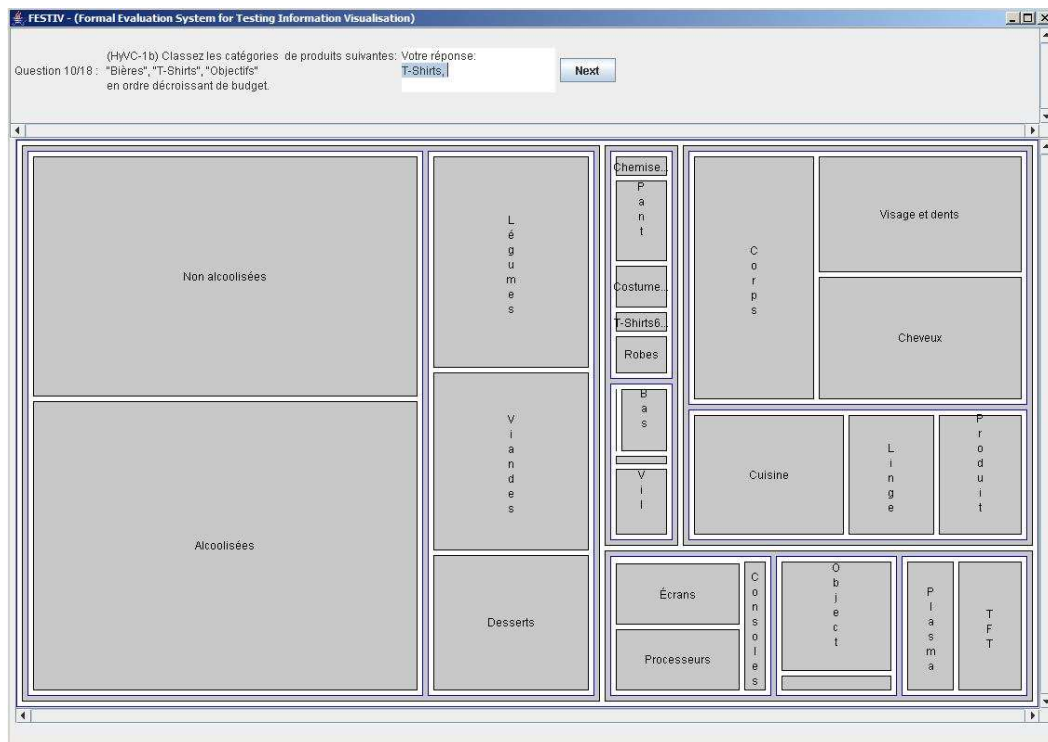 FESTIV - (Formal Evaluation System for Testing Information Visualisation)
(HyVC-1b) Classez les catégories de produits suivantes: Votre réponse:
Question 10/18 : "Bières", "T-Shirts", "Objectifs" T-Shirts, Next
en ordre décroissant de budget.
Non alcoolisées
Alcoolisées
Légumes
Viandes
Desserts
Chemise...
Pant
Costume...
T-Shirts6...
Robes
Bas
Vil
Corps
Visage et dents
Cheveux
Cuisine
Linge
Produit
Écrans
Processeurs
Consoles
Object
Plasma
TFT